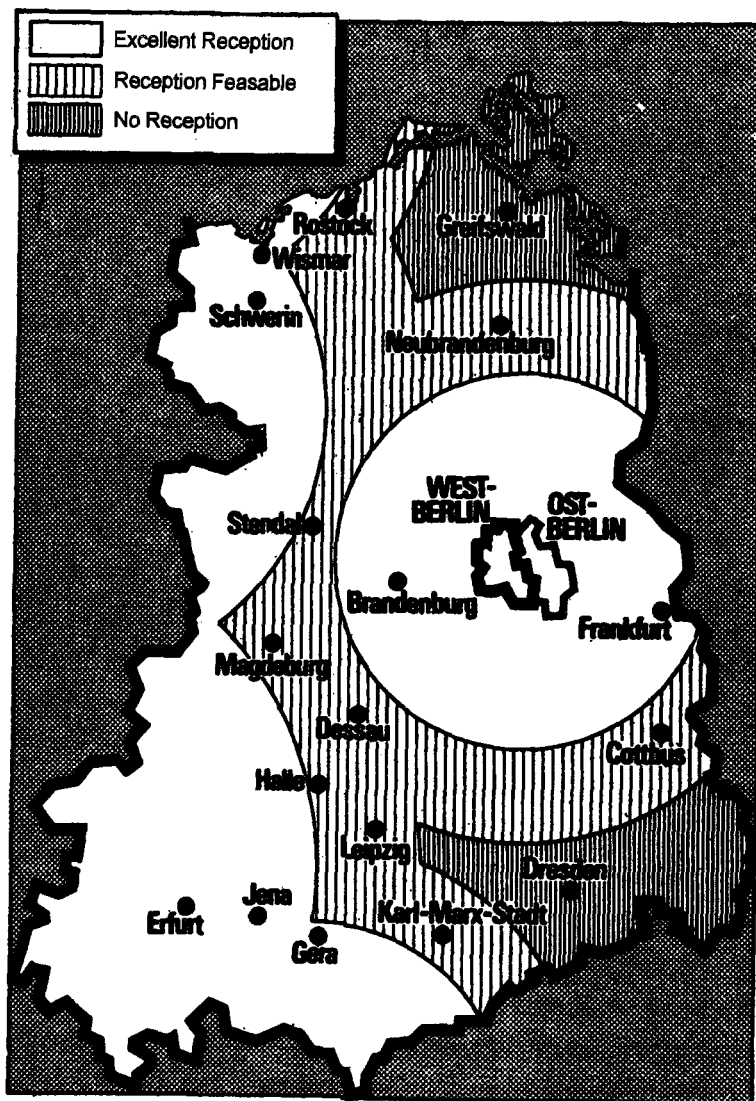 Excellent Reception
Reception Feasable
No Reception
Rostock
Greifswald
Wismar
Schwerin
Neubrandenburg
WEST-
BERLIN
OST-
BERLIN
Stendal
Brandenburg
Frankfurt
Magdeburg
Dessau
Cottbus
Halle
Leipzig
Dresden
Erfurt
Jena
Gera
Karl-Marx-Stadt